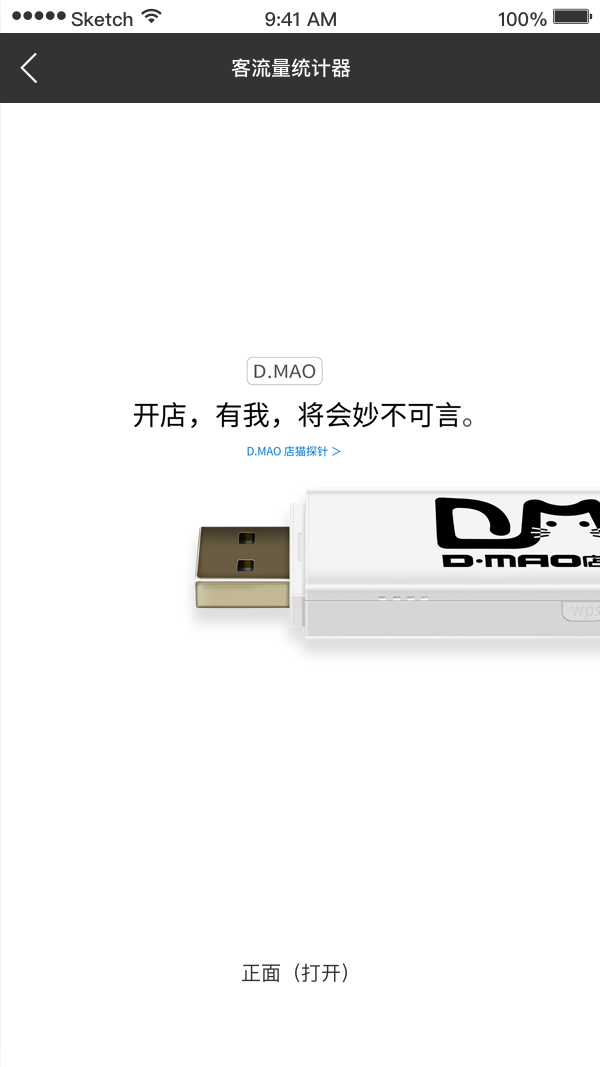 Sketch 9:41 AM 100%
客流量统计器
D.MAO
开店，有我，将会妙不可言。
D.MAO 店猫探针 >
D·MAO店
wps
正面（打开）